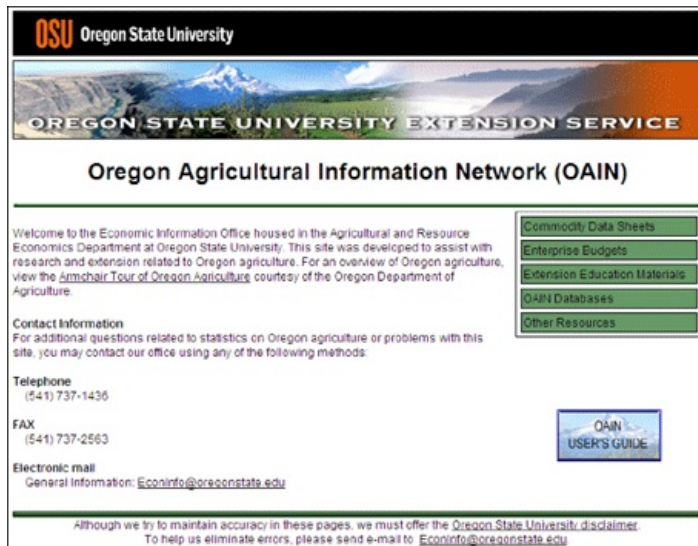 OSU Oregon State University
OREGON STATE UNIVERSITY EXTENSION SERVICE
Oregon Agricultural Information Network (OAIN)
Welcome to the Economic Information Office housed in the Agricultural and Resource
Economics Department at Oregon State University. This site was developed to assist with
research and extension related to Oregon agriculture. For an overview of Oregon agriculture,
view the Armchair Tour of Oregon Agriculture courtesy of the Oregon Department of
Agriculture.
Commodity Data Sheets
Enterprise Budgets
Extension Education Materials
OAIN Databases
Other Resources
Contact Information
For additional questions related to statistics on Oregon agriculture or problems with this
site, you may contact our office using any of the following methods:
Telephone
(541) 737-1436
FAX
(541) 737-2563
Electronic mail
General Information: EconInfo@oregonstate.edu
OAIN
USER'S GUIDE
Although we try to maintain accuracy in these pages, we must offer the Oregon State University disclaimer.
To help us eliminate errors, please send e-mail to EconInfo@oregonstate.edu